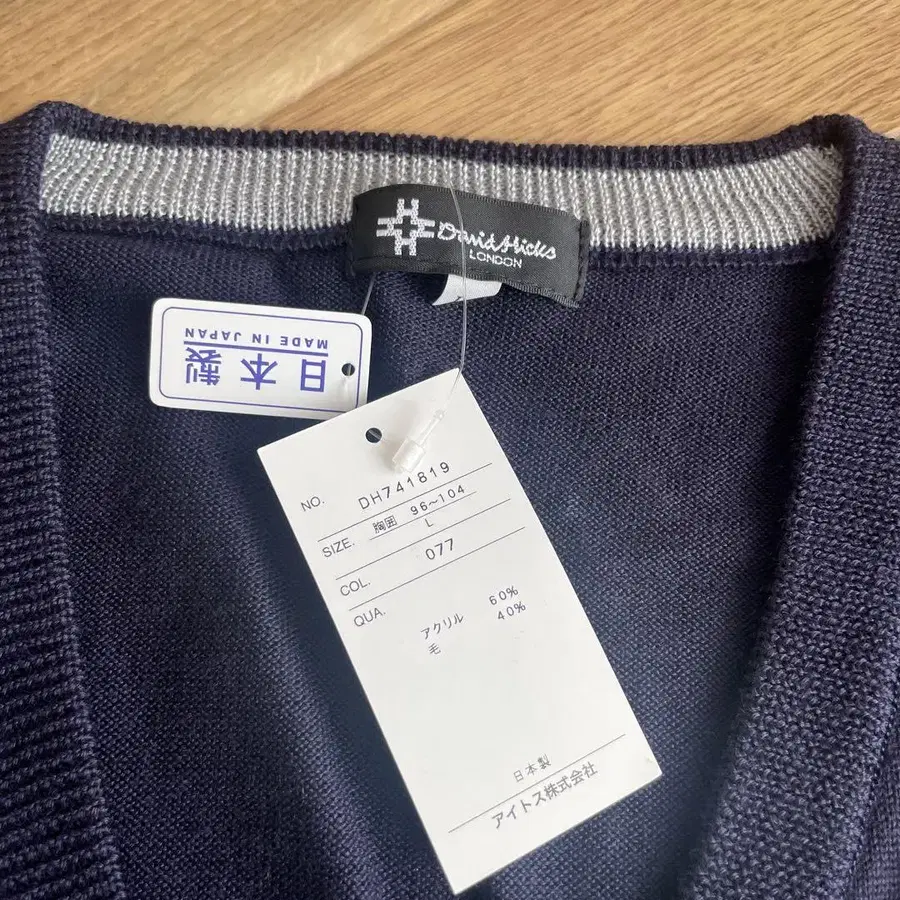 David Hicks
LONDON
日本製
MADE IN JAPAN
NO. DH741819
SIZE. 胸囲 96~104
L
COL. 077
QUA.
アクリル 60%
毛 40%
日本製
アイトス株式会社